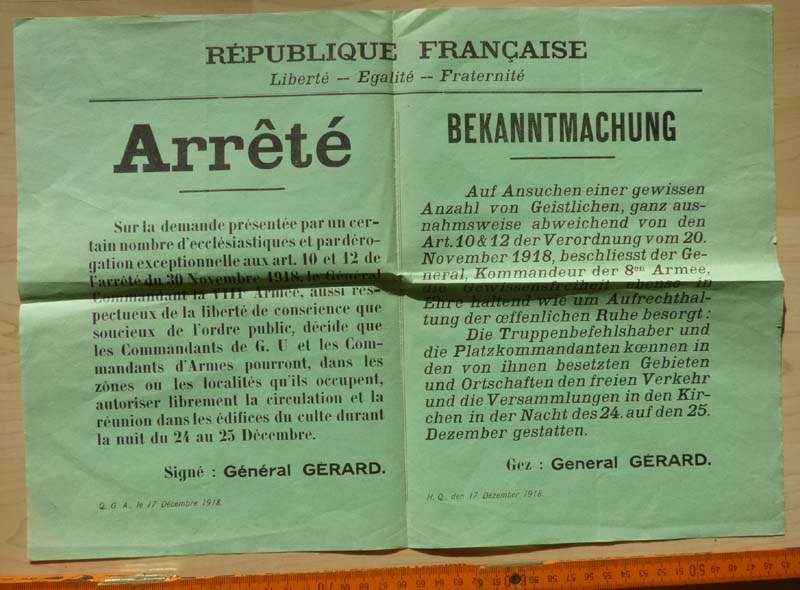 RÉPUBLIQUE FRANÇAISE
Liberté — Egalité — Fraternité
Arrêté
Sur la demande présentée par un cer-
tain nombre d'ecclésiastiques et par déro-
gation exceptionnelle aux art. 10 et 12 de
l'arrêté du 30 Novembre 1918, le Général
Commandant la VIIIe Armée, aussi res-
pectueux de la liberté de conscience que
soucieux de l'ordre public, décide que
les Commandants de G. U et les Com-
mandants d'Armes pourront, dans les
zônes ou les localités qu'ils occupent,
autoriser librement la circulation et la
réunion dans les édifices du culte durant
la nuit du 24 au 25 Décembre.
Signé : Général GÉRARD.
Q. G. A., le 17 Décembre 1918.
BEKANNTMACHUNG
Auf Ansuchen einer gewissen
Anzahl von Geistlichen, ganz aus-
nahmsweise abweichend von den
Art. 10 & 12 der Verordnung vom 20.
November 1918, beschliesst der Ge-
neral, Kommandeur der 8en Armee,
die Gewissensfreiheit ebenso in
Ehre haltend wie um Aufrechthal-
tung der œffenlichen Ruhe besorgt :
Die Truppenbefehlshaber und
die Platzkommandanten kœnnen in
den von ihnen besetzten Gebieten
und Ortschaften den freien Verkehr
und die Versammlungen in den Kir-
chen in der Nacht des 24. auf den 25.
Dezember gestatten.
Gez : General GÉRARD.
H. Q., den 17 Dezember 1918.